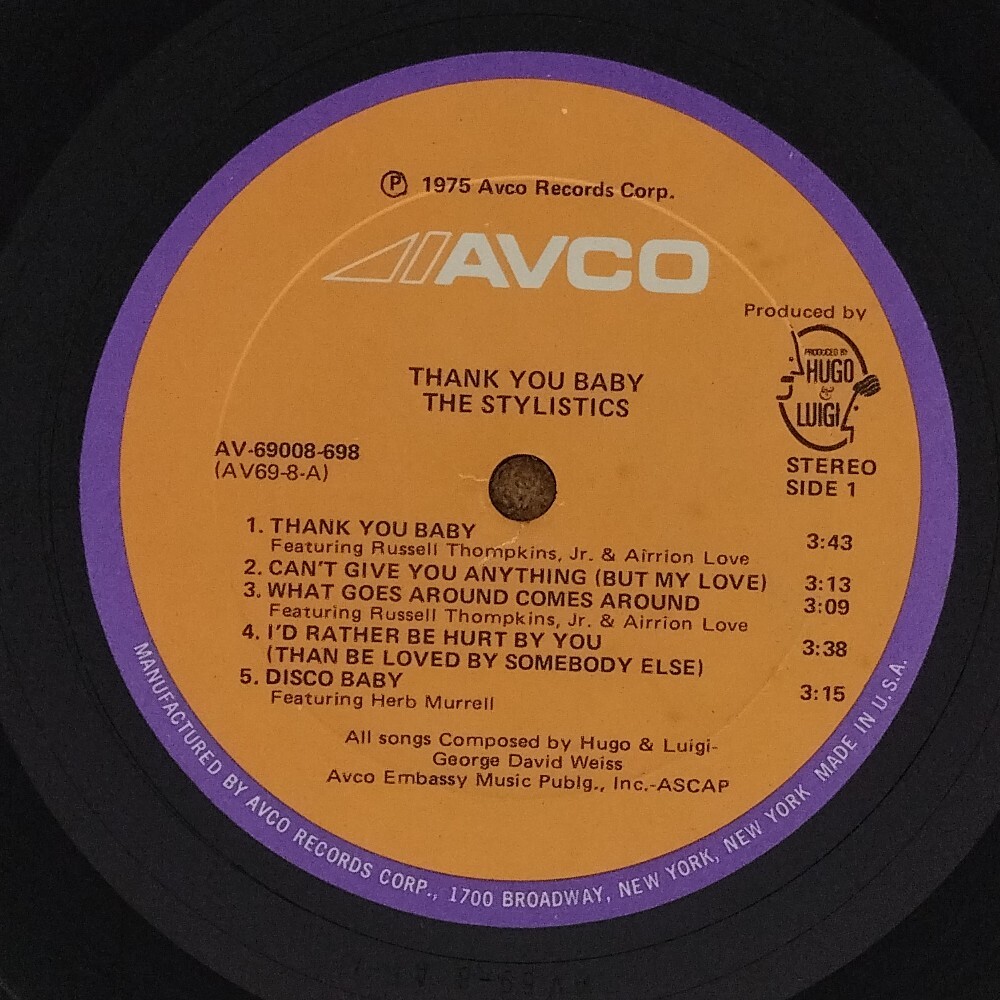 Ⓟ 1975 Avco Records Corp.
AVCO
Produced by
PRODUCED BY
HUGO
&
LUIGI
THANK YOU BABY
THE STYLISTICS
AV-69008-698
(AV69-8-A)
STEREO
SIDE 1
1. THANK YOU BABY 3:43
Featuring Russell Thompkins, Jr. & Airrion Love
2. CAN'T GIVE YOU ANYTHING (BUT MY LOVE) 3:13
3. WHAT GOES AROUND COMES AROUND 3:09
Featuring Russell Thompkins, Jr. & Airrion Love
4. I'D RATHER BE HURT BY YOU
(THAN BE LOVED BY SOMEBODY ELSE) 3:38
5. DISCO BABY 3:15
Featuring Herb Murrell
All songs Composed by Hugo & Luigi-
George David Weiss
Avco Embassy Music Publg., Inc.-ASCAP
MANUFACTURED BY AVCO RECORDS CORP., 1700 BROADWAY, NEW YORK, NEW YORK MADE IN U.S.A.